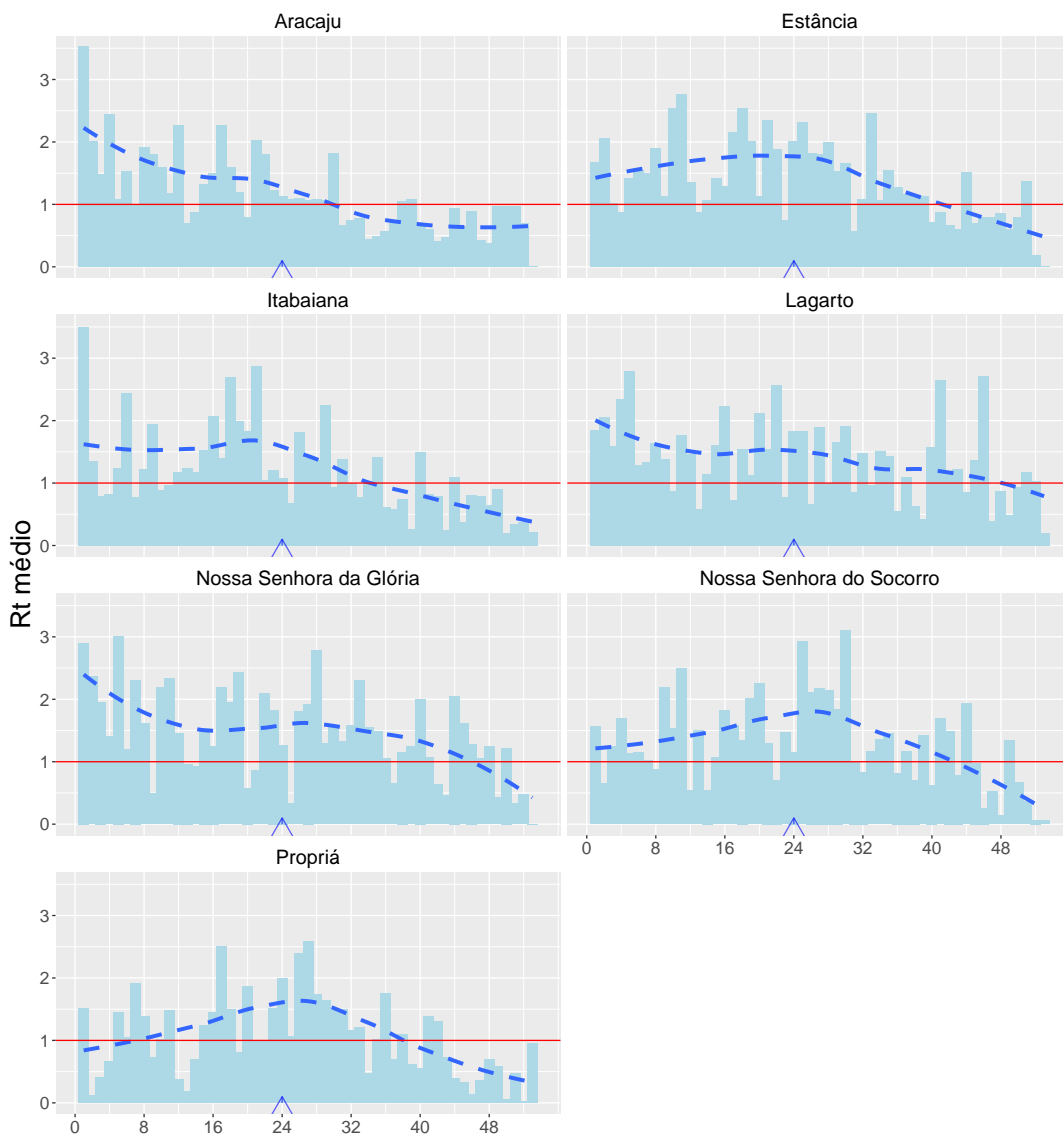 Aracaju
Estância
3
2
1
0
Itabaiana
Lagarto
3
2
1
0
Rt médio
Nossa Senhora da Glória
Nossa Senhora do Socorro
3
2
1
0
0 8 16 24 32 40 48
Propriá
3
2
1
0
0 8 16 24 32 40 48